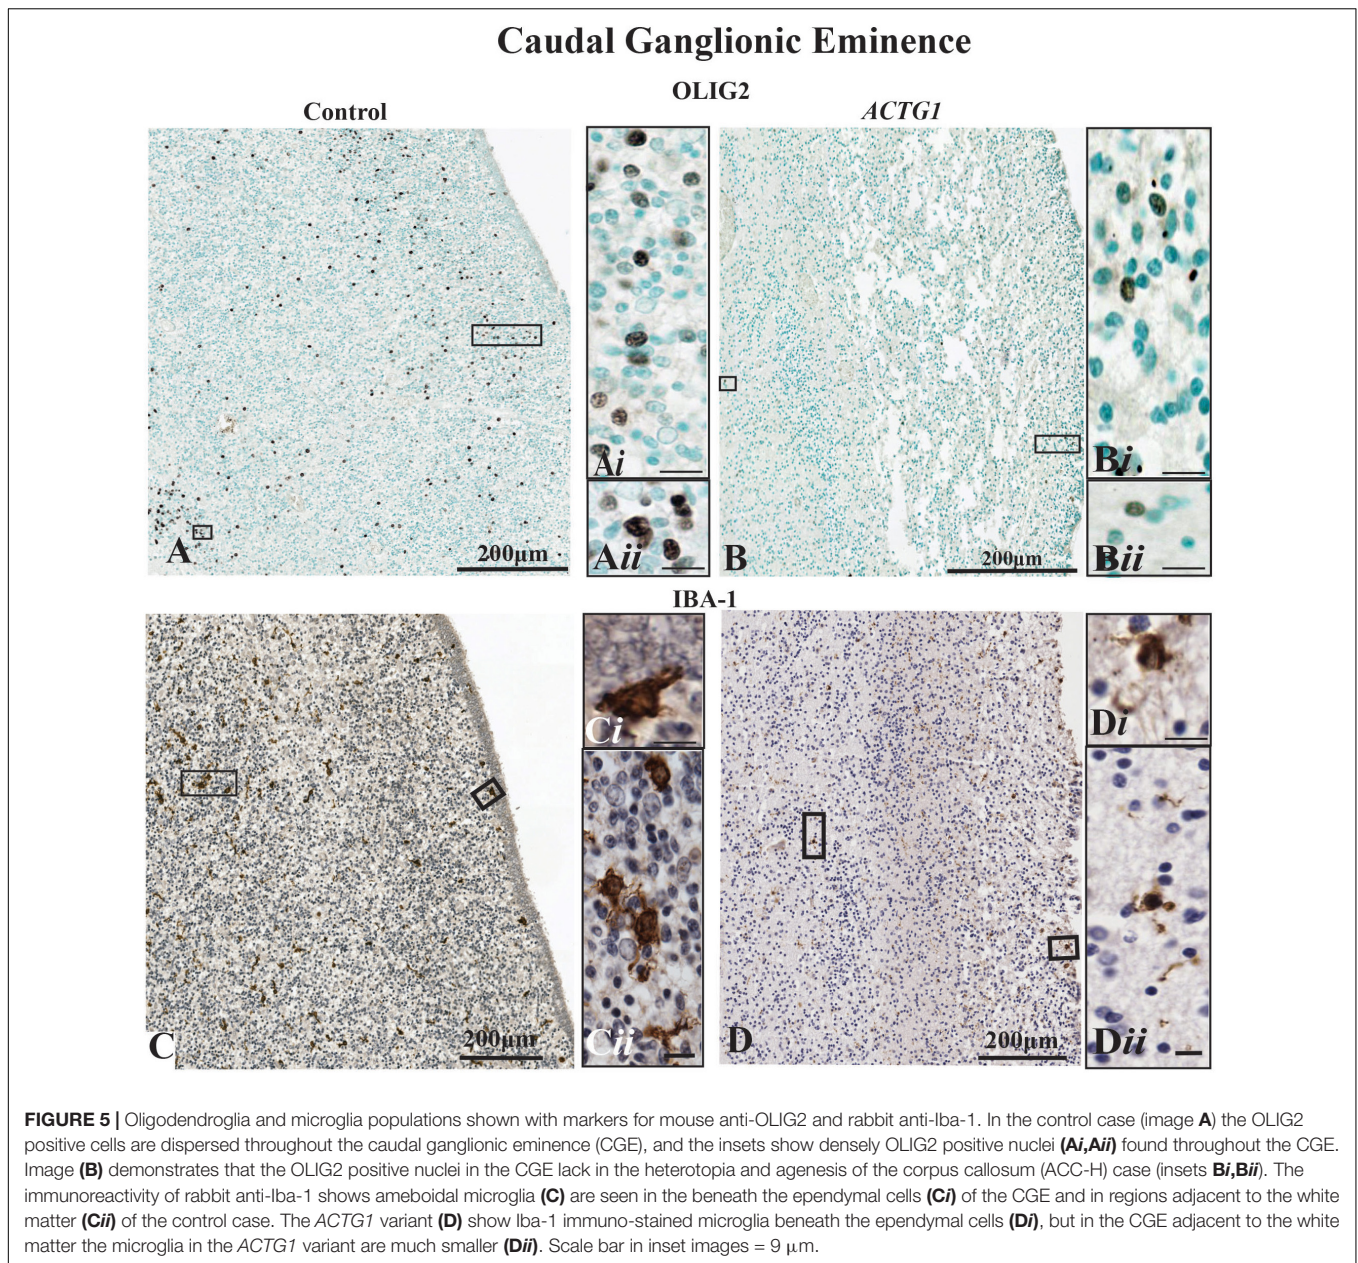 Caudal Ganglionic Eminence
OLIG2
Control
ACTG1
Ai
Aii
A
200µm
Bi
Bii
B
200µm
IBA-1
Ci
Cii
C
200µm
Di
Dii
D
200µm
FIGURE 5 | Oligodendroglia and microglia populations shown with markers for mouse anti-OLIG2 and rabbit anti-Iba-1. In the control case (image A) the OLIG2
positive cells are dispersed throughout the caudal ganglionic eminence (CGE), and the insets show densely OLIG2 positive nuclei (Ai,Aii) found throughout the CGE.
Image (B) demonstrates that the OLIG2 positive nuclei in the CGE lack in the heterotopia and agenesis of the corpus callosum (ACC-H) case (insets Bi,Bii). The
immunoreactivity of rabbit anti-Iba-1 shows ameboidal microglia (C) are seen in the beneath the ependymal cells (Ci) of the CGE and in regions adjacent to the white
matter (Cii) of the control case. The ACTG1 variant (D) show Iba-1 immuno-stained microglia beneath the ependymal cells (Di), but in the CGE adjacent to the white
matter the microglia in the ACTG1 variant are much smaller (Dii). Scale bar in inset images = 9 µm.